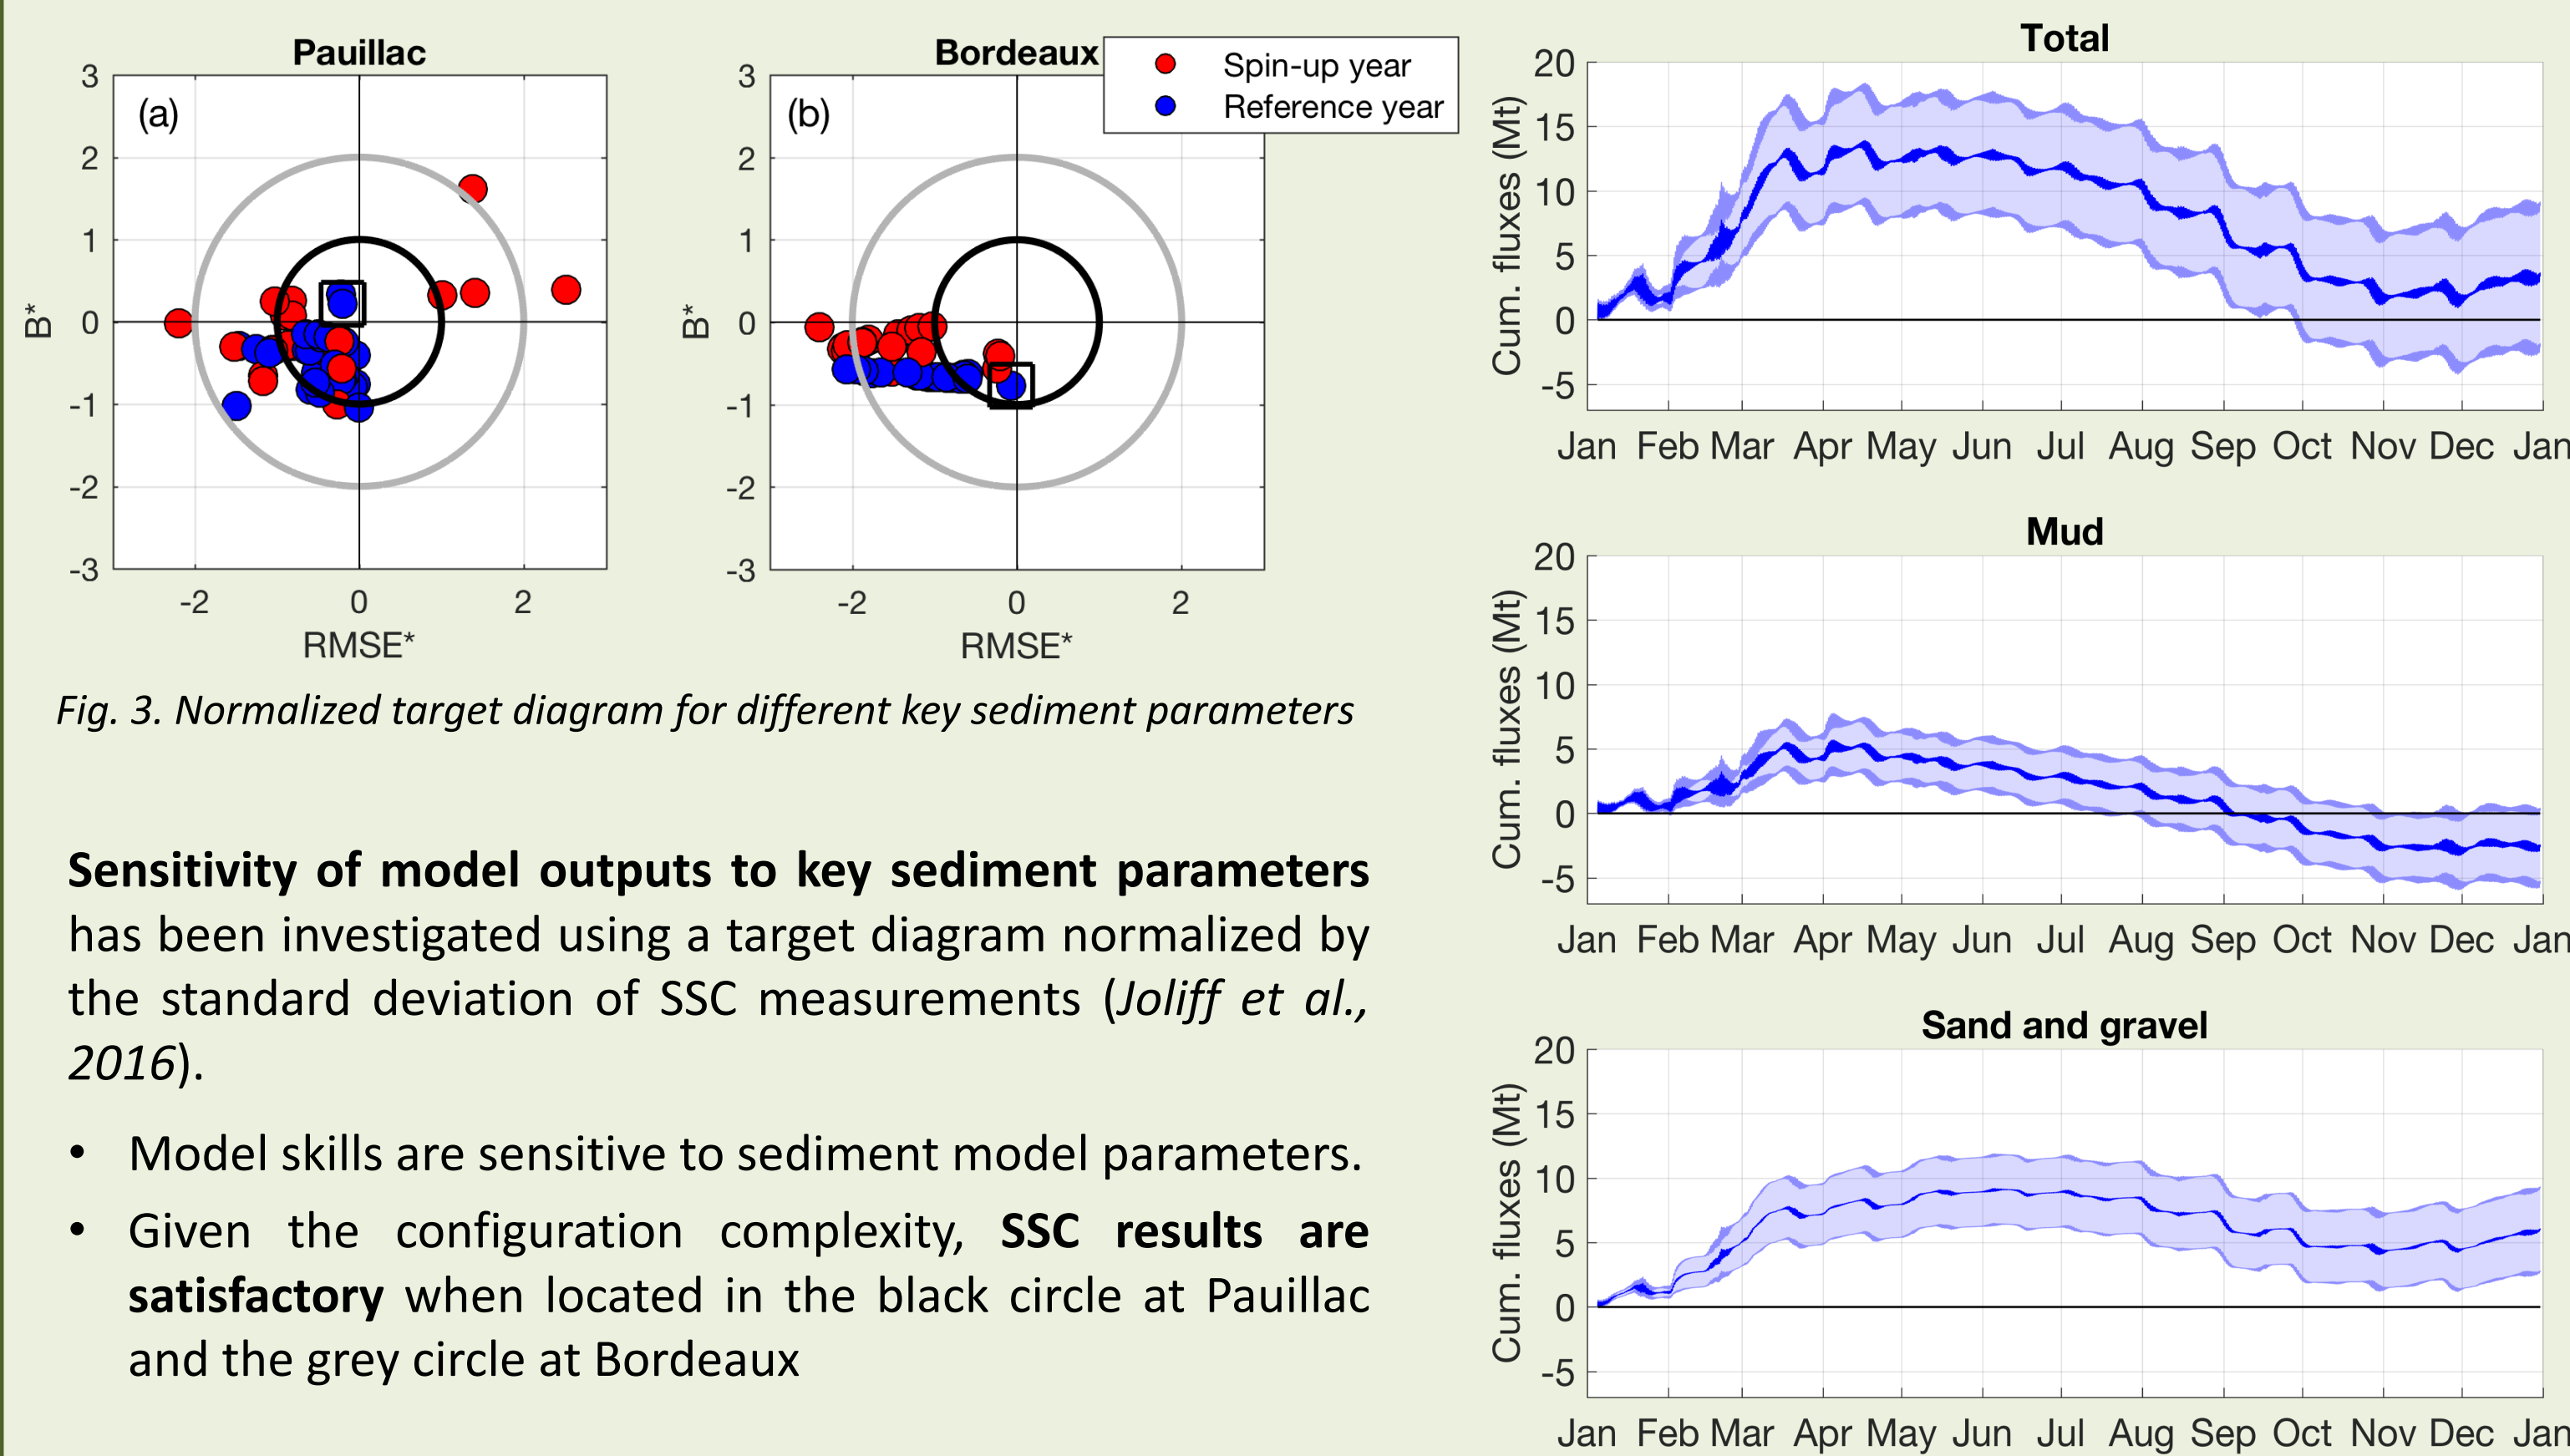 Pauillac
(a)
3
2
1
0
-1
-2
-3
B*
-2 0 2
RMSE*
Bordeaux
(b)
3
2
1
0
-1
-2
-3
B*
-2 0 2
RMSE*
Spin-up year
Reference year
Fig. 3. Normalized target diagram for different key sediment parameters
Sensitivity of model outputs to key sediment parameters
has been investigated using a target diagram normalized by
the standard deviation of SSC measurements (Joliff et al.,
2016).
• Model skills are sensitive to sediment model parameters.
• Given the configuration complexity, SSC results are
satisfactory when located in the black circle at Pauillac
and the grey circle at Bordeaux
Total
20
15
10
5
0
-5
Cum. fluxes (Mt)
Jan Feb Mar Apr May Jun Jul Aug Sep Oct Nov Dec Jan
Mud
20
15
10
5
0
-5
Cum. fluxes (Mt)
Jan Feb Mar Apr May Jun Jul Aug Sep Oct Nov Dec Jan
Sand and gravel
20
15
10
5
0
-5
Cum. fluxes (Mt)
Jan Feb Mar Apr May Jun Jul Aug Sep Oct Nov Dec Jan